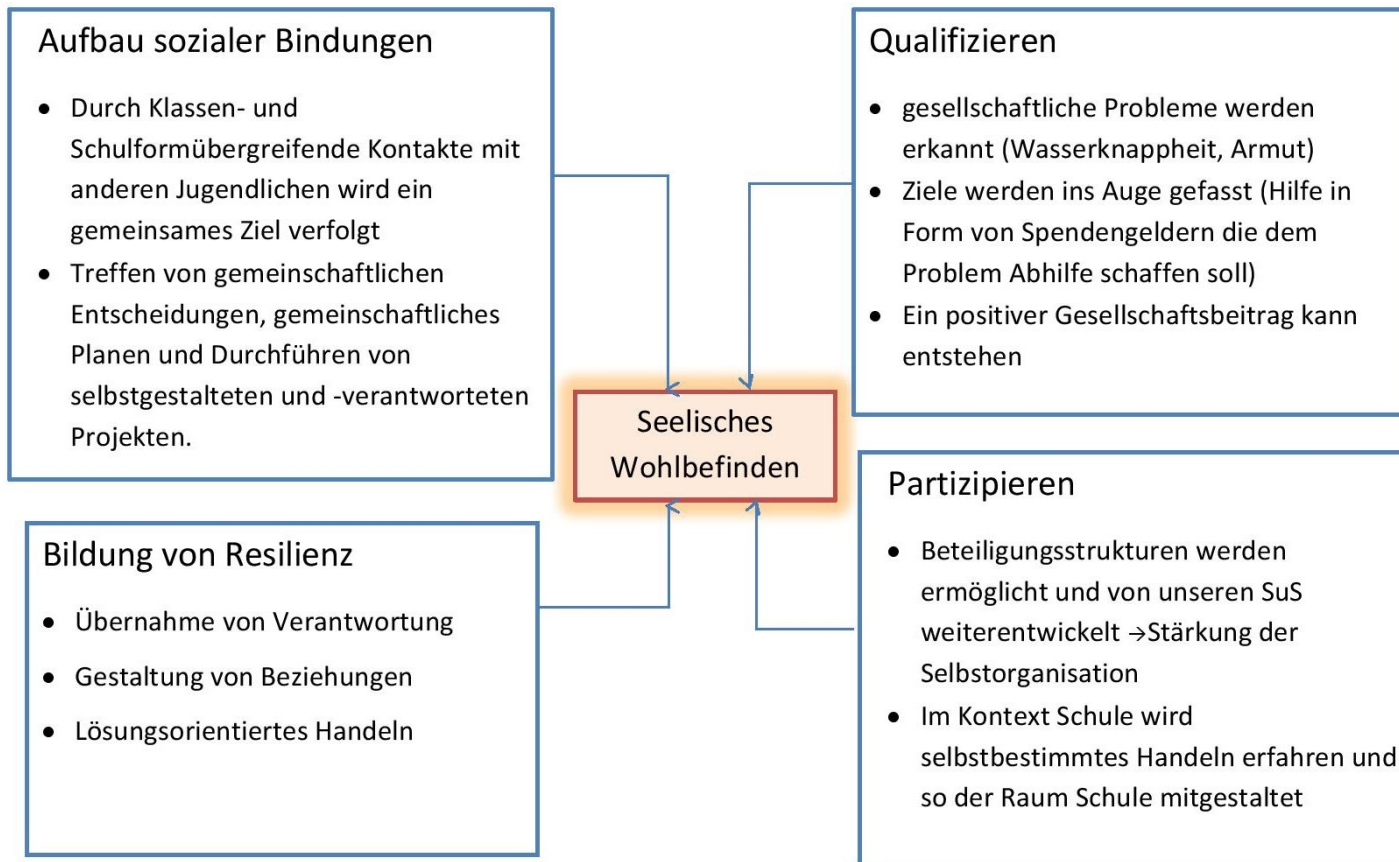 Aufbau sozialer Bindungen
• Durch Klassen- und
Schulformübergreifende Kontakte mit
anderen Jugendlichen wird ein
gemeinsames Ziel verfolgt
• Treffen von gemeinschaftlichen
Entscheidungen, gemeinschaftliches
Planen und Durchführen von
selbstgestalteten und -verantworteten
Projekten.
Qualifizieren
• gesellschaftliche Probleme werden
erkannt (Wasserknappheit, Armut)
• Ziele werden ins Auge gefasst (Hilfe in
Form von Spendengeldern die dem
Problem Abhilfe schaffen soll)
• Ein positiver Gesellschaftsbeitrag kann
entstehen
Seelisches
Wohlbefinden
Bildung von Resilienz
• Übernahme von Verantwortung
• Gestaltung von Beziehungen
• Lösungsorientiertes Handeln
Partizipieren
• Beteiligungsstrukturen werden
ermöglicht und von unseren SuS
weiterentwickelt →Stärkung der
Selbstorganisation
• Im Kontext Schule wird
selbstbestimmtes Handeln erfahren und
so der Raum Schule mitgestaltet